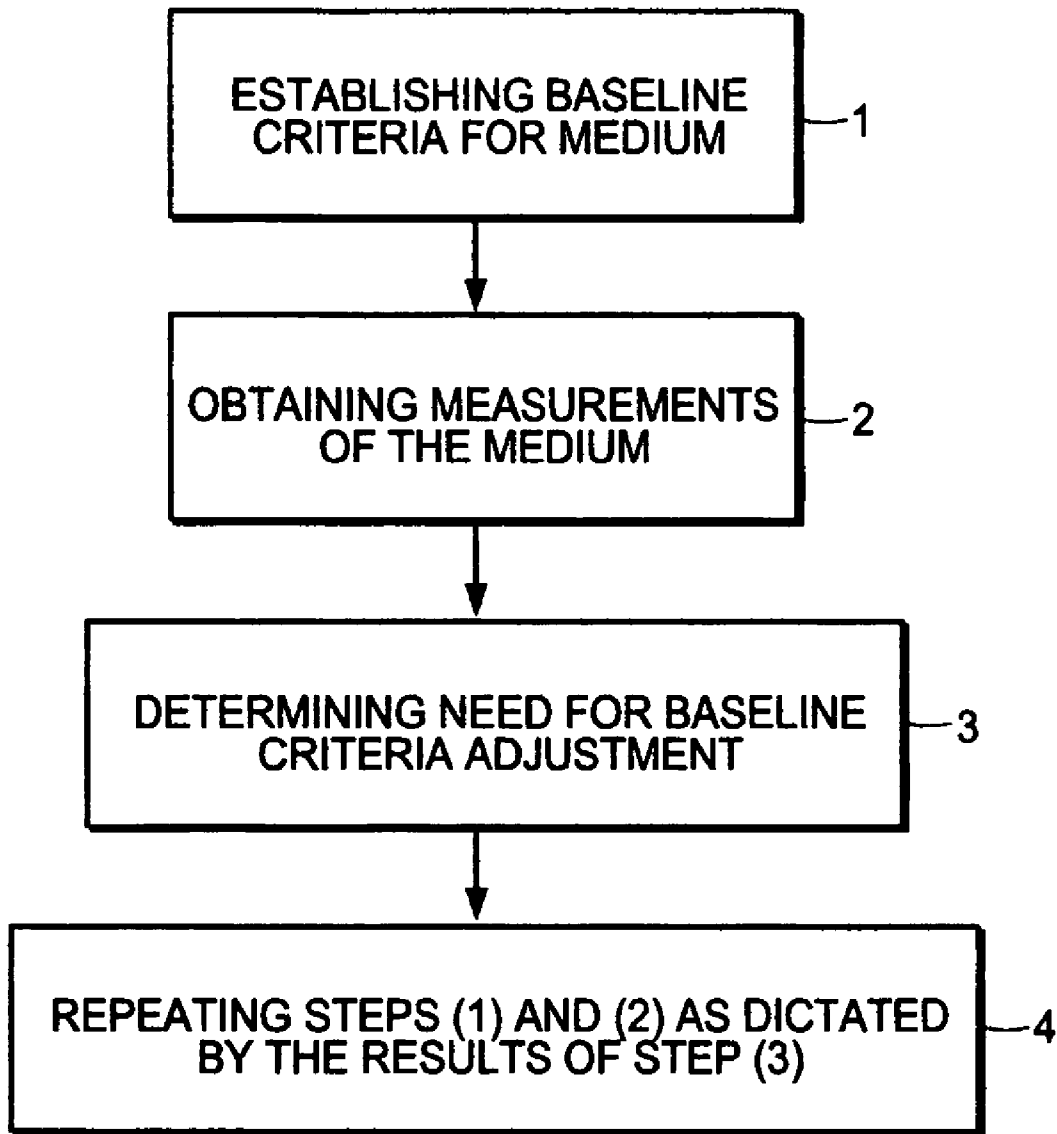 ESTABLISHING BASELINE
CRITERIA FOR MEDIUM
1
OBTAINING MEASUREMENTS
OF THE MEDIUM
2
DETERMINING NEED FOR BASELINE
CRITERIA ADJUSTMENT
3
REPEATING STEPS (1) AND (2) AS DICTATED
BY THE RESULTS OF STEP (3)
4